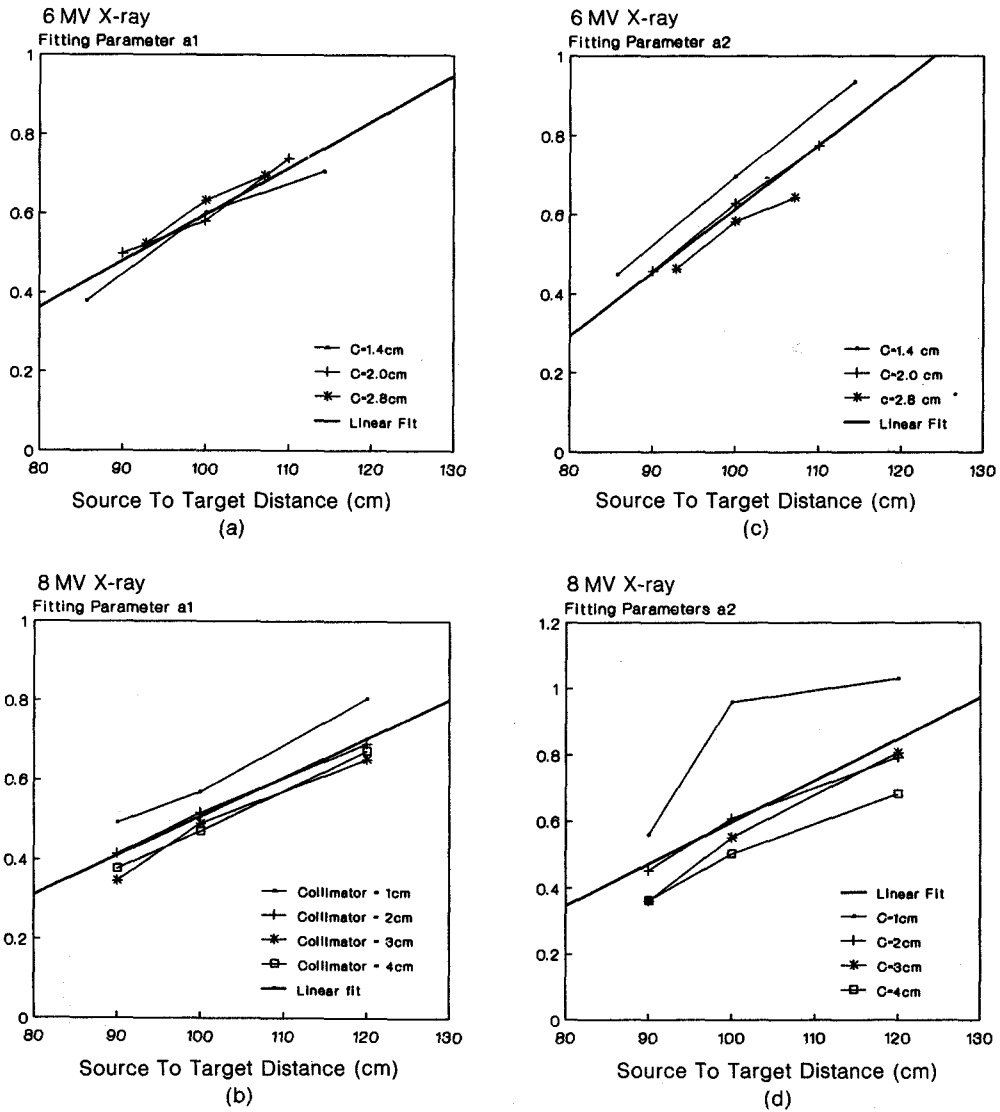 6 MV X-ray
Fitting Parameter a1
1
0.8
0.6
0.4
0.2
0
80 90 100 110 120 130
C=1.4cm
C=2.0cm
C=2.8cm
Linear Fit
Source To Target Distance (cm)
(a)
6 MV X-ray
Fitting Parameter a2
1
0.8
0.6
0.4
0.2
0
80 90 100 110 120 130
C=1.4 cm
C=2.0 cm
c=2.8 cm
Linear Fit
Source To Target Distance (cm)
(c)
8 MV X-ray
Fitting Parameter a1
1
0.8
0.6
0.4
0.2
0
80 90 100 110 120 130
Collimator = 1cm
Collimator = 2cm
Collimator = 3cm
Collimator = 4cm
Linear fit
Source To Target Distance (cm)
(b)
8 MV X-ray
Fitting Parameters a2
1.2
1
0.8
0.6
0.4
0.2
0
80 90 100 110 120 130
Linear Fit
C=1cm
C=2cm
C=3cm
C=4cm
Source To Target Distance (cm)
(d)